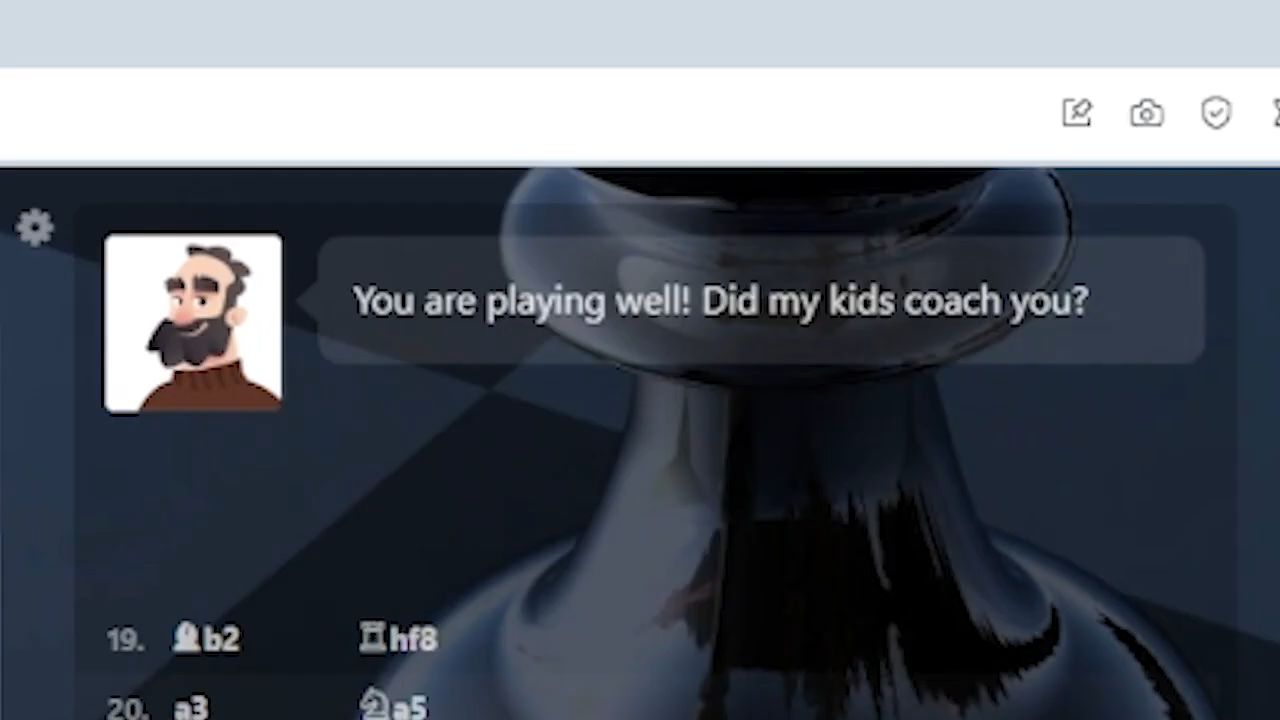 You are playing well! Did my kids coach you?
19. ♝b2 ♖hf8
20. a3 ♘a5